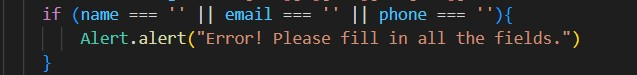 if (name === '' || email === '' || phone === ''){
Alert.alert("Error! Please fill in all the fields.")
}